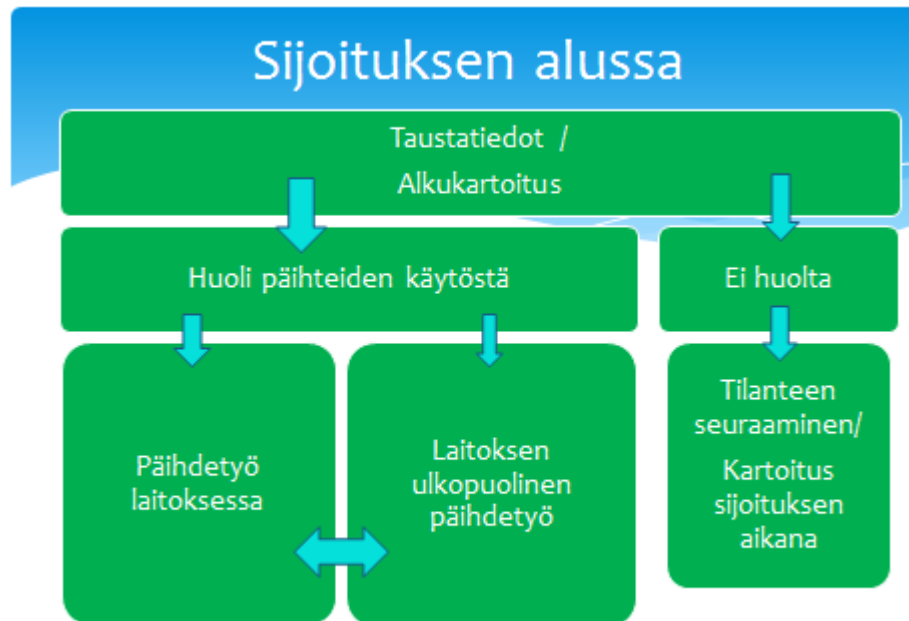 Sijoituksen alussa
Taustatiedot /
Alkukartoitus
Huoli päihteiden käytöstä
Ei huolta
Päihdetyö
laitoksessa
Laitoksen
ulkopuolinen
päihdetyö
Tilanteen
seuraaminen/
Kartoitus
sijoituksen
aikana